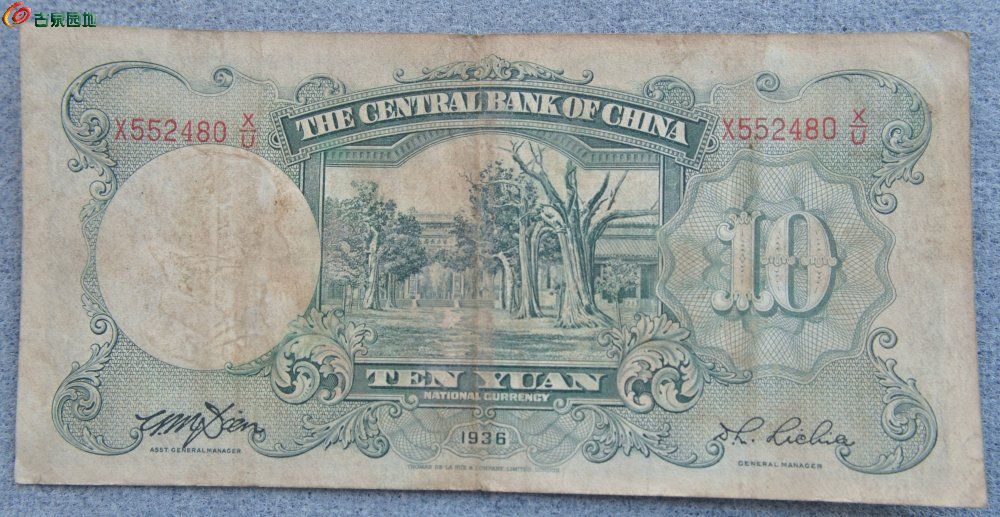 古泉园地
THE CENTRAL BANK OF CHINA
X552480 X/U
X552480 X/U
10
TEN YUAN
NATIONAL CURRENCY
1936
ASST. GENERAL MANAGER
GENERAL MANAGER
THOMAS DE LA RUE & COMPANY, LIMITED, LONDON